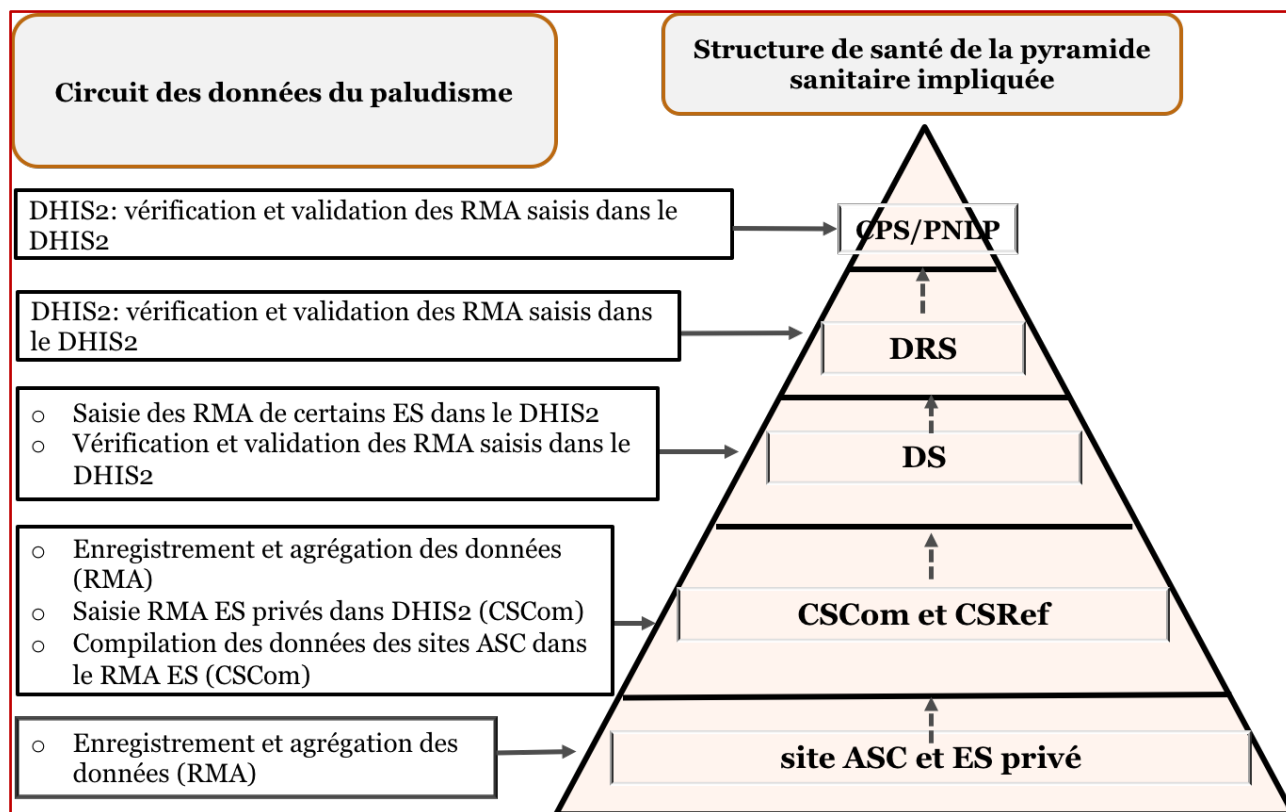 Circuit des données du paludisme
Structure de santé de la pyramide
sanitaire impliquée
DHIS2: vérification et validation des RMA saisis dans le
DHIS2
CPS/PNLP
DHIS2: vérification et validation des RMA saisis dans
le DHIS2
DRS
o Saisie des RMA de certains ES dans le DHIS2
o Vérification et validation des RMA saisis dans le
DHIS2
DS
o Enregistrement et agrégation des données
(RMA)
o Saisie RMA ES privés dans DHIS2 (CSCom)
o Compilation des données des sites ASC dans
le RMA ES (CSCom)
CSCom et CSRef
o Enregistrement et agrégation des
données (RMA)
site ASC et ES privé